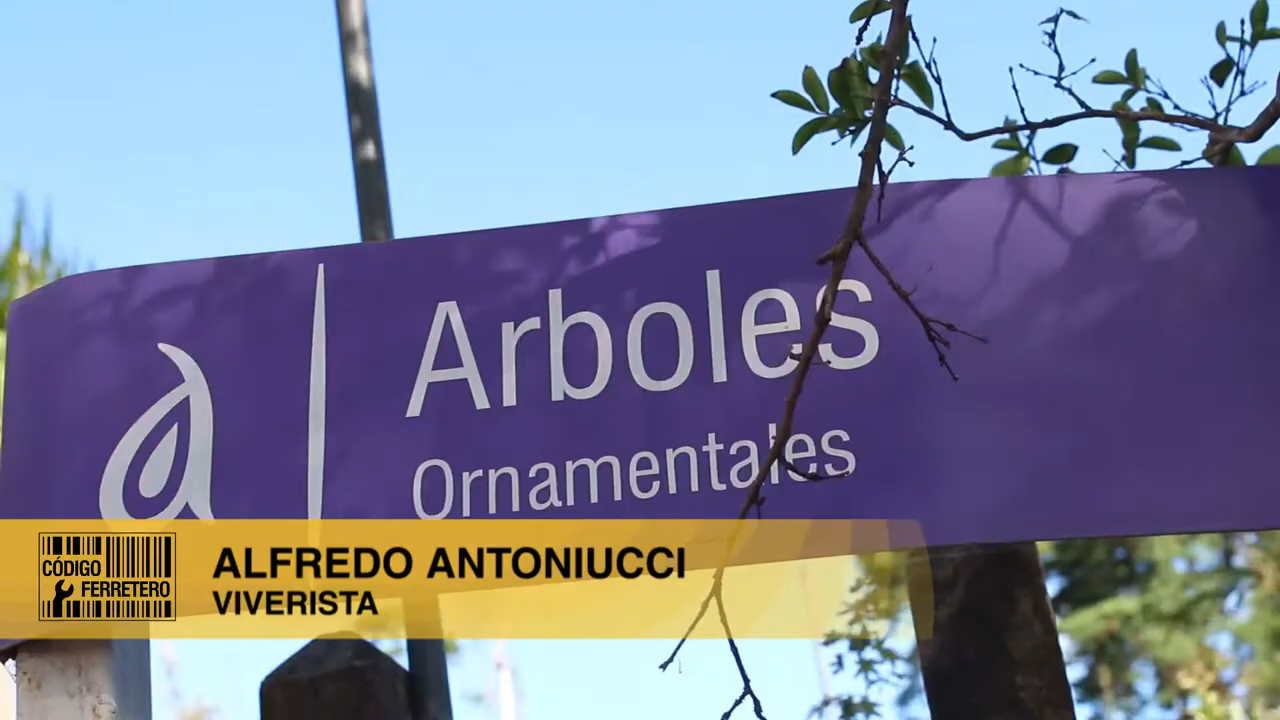 Arboles
Ornamentales
CÓDIGO
FERRETERO
ALFREDO ANTONIUCCI
VIVERISTA